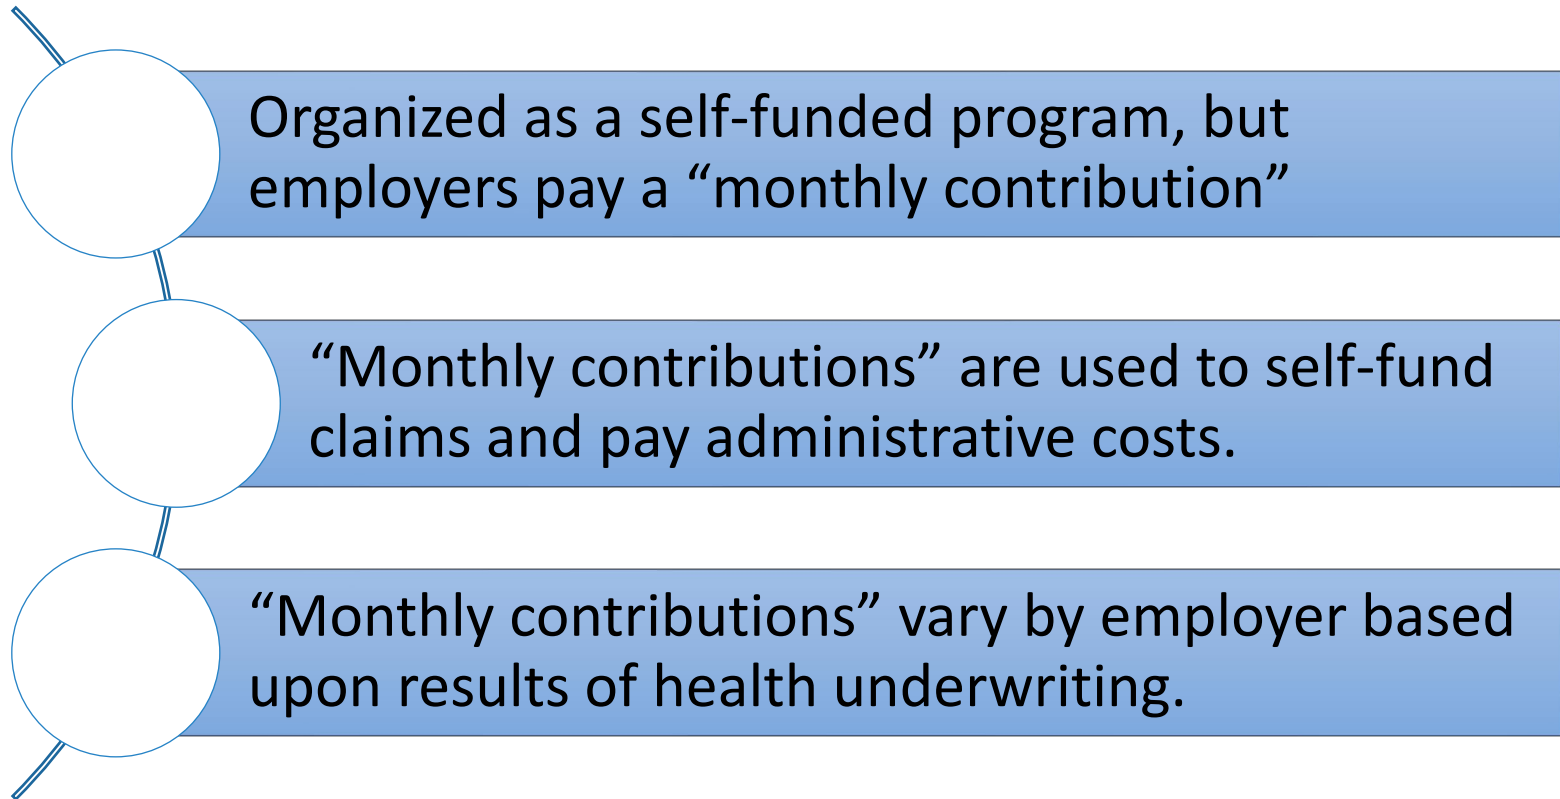 Organized as a self-funded program, but
employers pay a “monthly contribution”
“Monthly contributions” are used to self-fund
claims and pay administrative costs.
“Monthly contributions” vary by employer based
upon results of health underwriting.